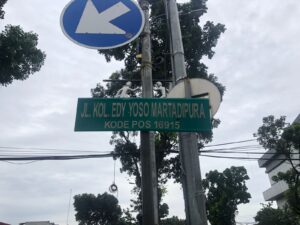 JL. KOL. EDY YOSO MARTADIPURA
KODE POS 16915